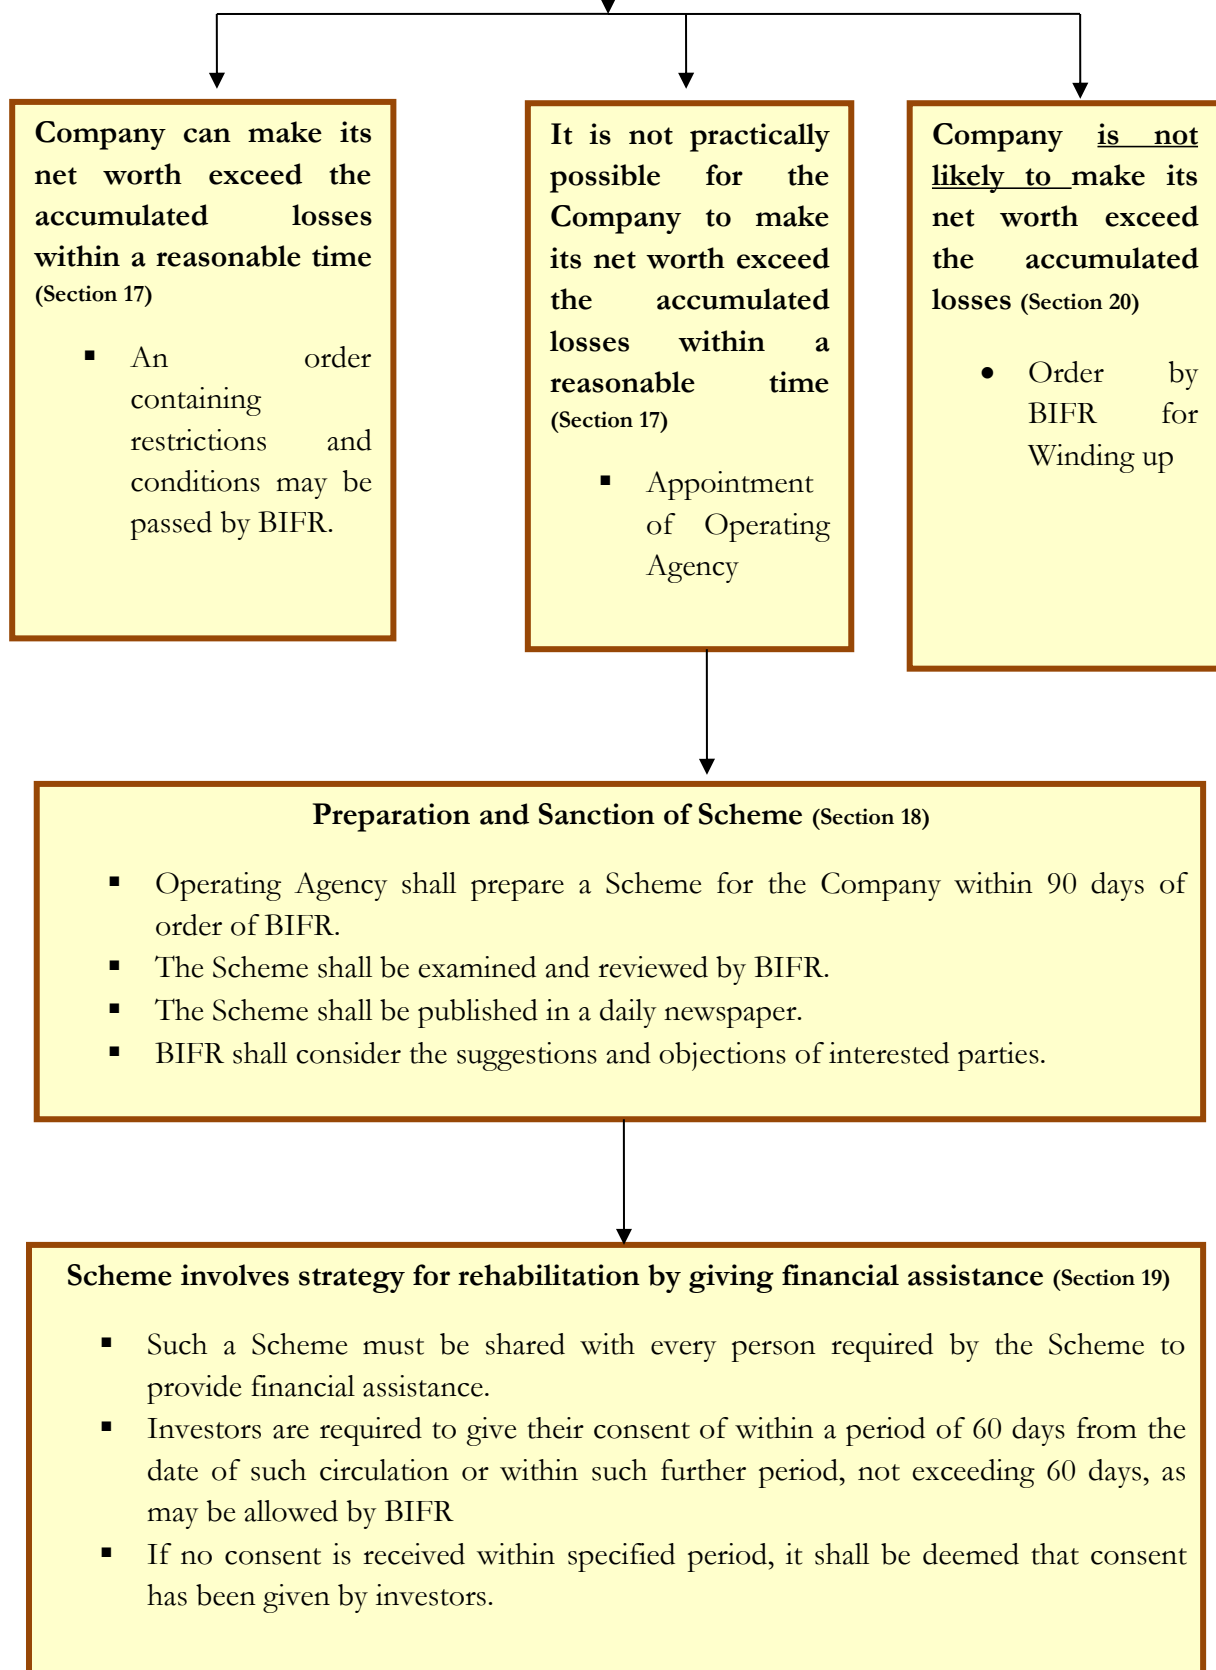 Company can make its
net worth exceed the
accumulated losses
within a reasonable time
(Section 17)
▪ An order
containing
restrictions and
conditions may be
passed by BIFR.
It is not practically
possible for the
Company to make
its net worth exceed
the accumulated
losses within a
reasonable time
(Section 17)
▪ Appointment
of Operating
Agency
Company is not
likely to make its
net worth exceed
the accumulated
losses (Section 20)
• Order by
BIFR for
Winding up
Preparation and Sanction of Scheme (Section 18)
▪ Operating Agency shall prepare a Scheme for the Company within 90 days of
order of BIFR.
▪ The Scheme shall be examined and reviewed by BIFR.
▪ The Scheme shall be published in a daily newspaper.
▪ BIFR shall consider the suggestions and objections of interested parties.
Scheme involves strategy for rehabilitation by giving financial assistance (Section 19)
▪ Such a Scheme must be shared with every person required by the Scheme to
provide financial assistance.
▪ Investors are required to give their consent of within a period of 60 days from the
date of such circulation or within such further period, not exceeding 60 days, as
may be allowed by BIFR
▪ If no consent is received within specified period, it shall be deemed that consent
has been given by investors.